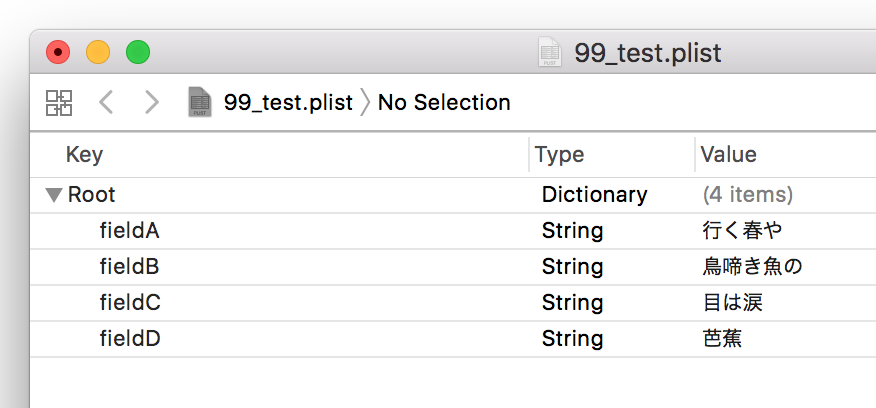 99_test.plist
99_test.plist No Selection
Key Type Value
Root Dictionary (4 items)
fieldA String 行く春や
fieldB String 鳥啼き魚の
fieldC String 目は涙
fieldD String 芭蕉